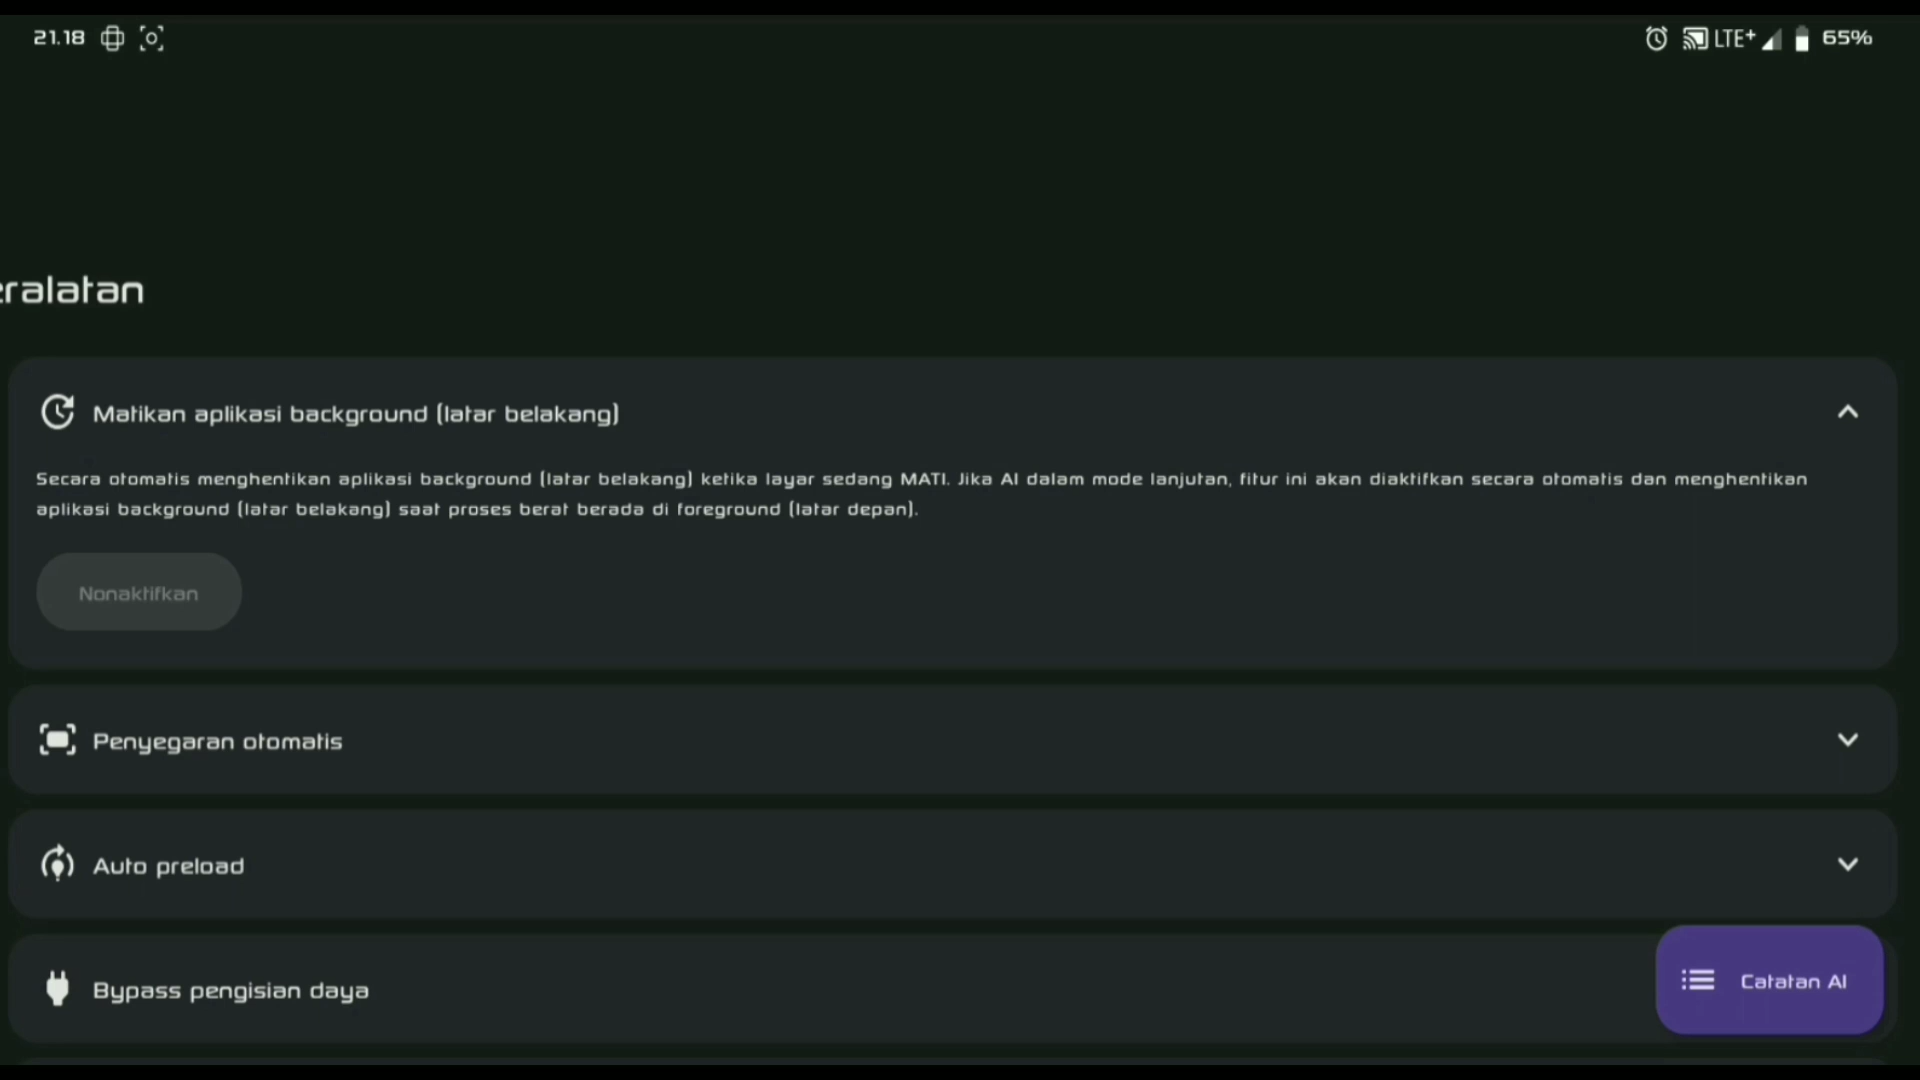 21.18
LTE+ 65%
eralatan
Matikan aplikasi background (latar belakang)
Secara otomatis menghentikan aplikasi background (latar belakang) ketika layar sedang MATI. Jika AI dalam mode lanjutan, fitur ini akan diaktifkan secara otomatis dan menghentikan
aplikasi background (latar belakang) saat proses berat berada di foreground (latar depan).
Nonaktifkan
Penyegaran otomatis
Auto preload
Bypass pengisian daya
Catatan AI